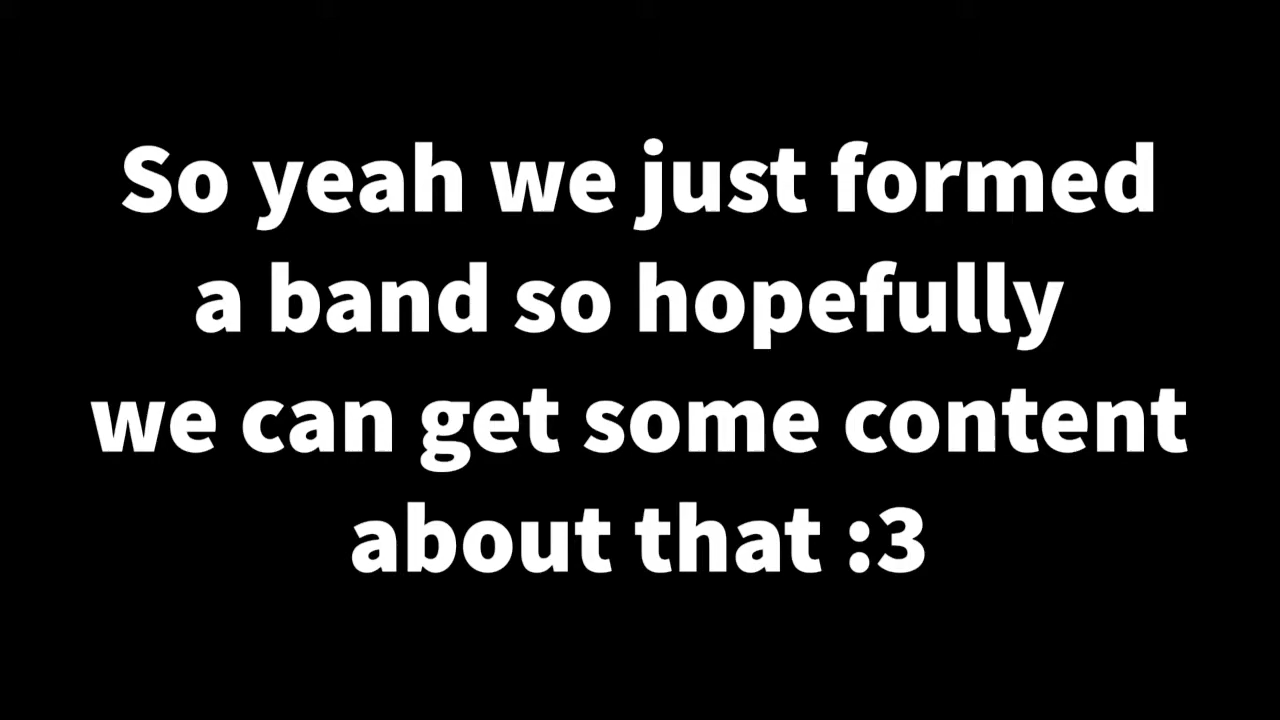 So yeah we just formed
a band so hopefully
we can get some content
about that :3